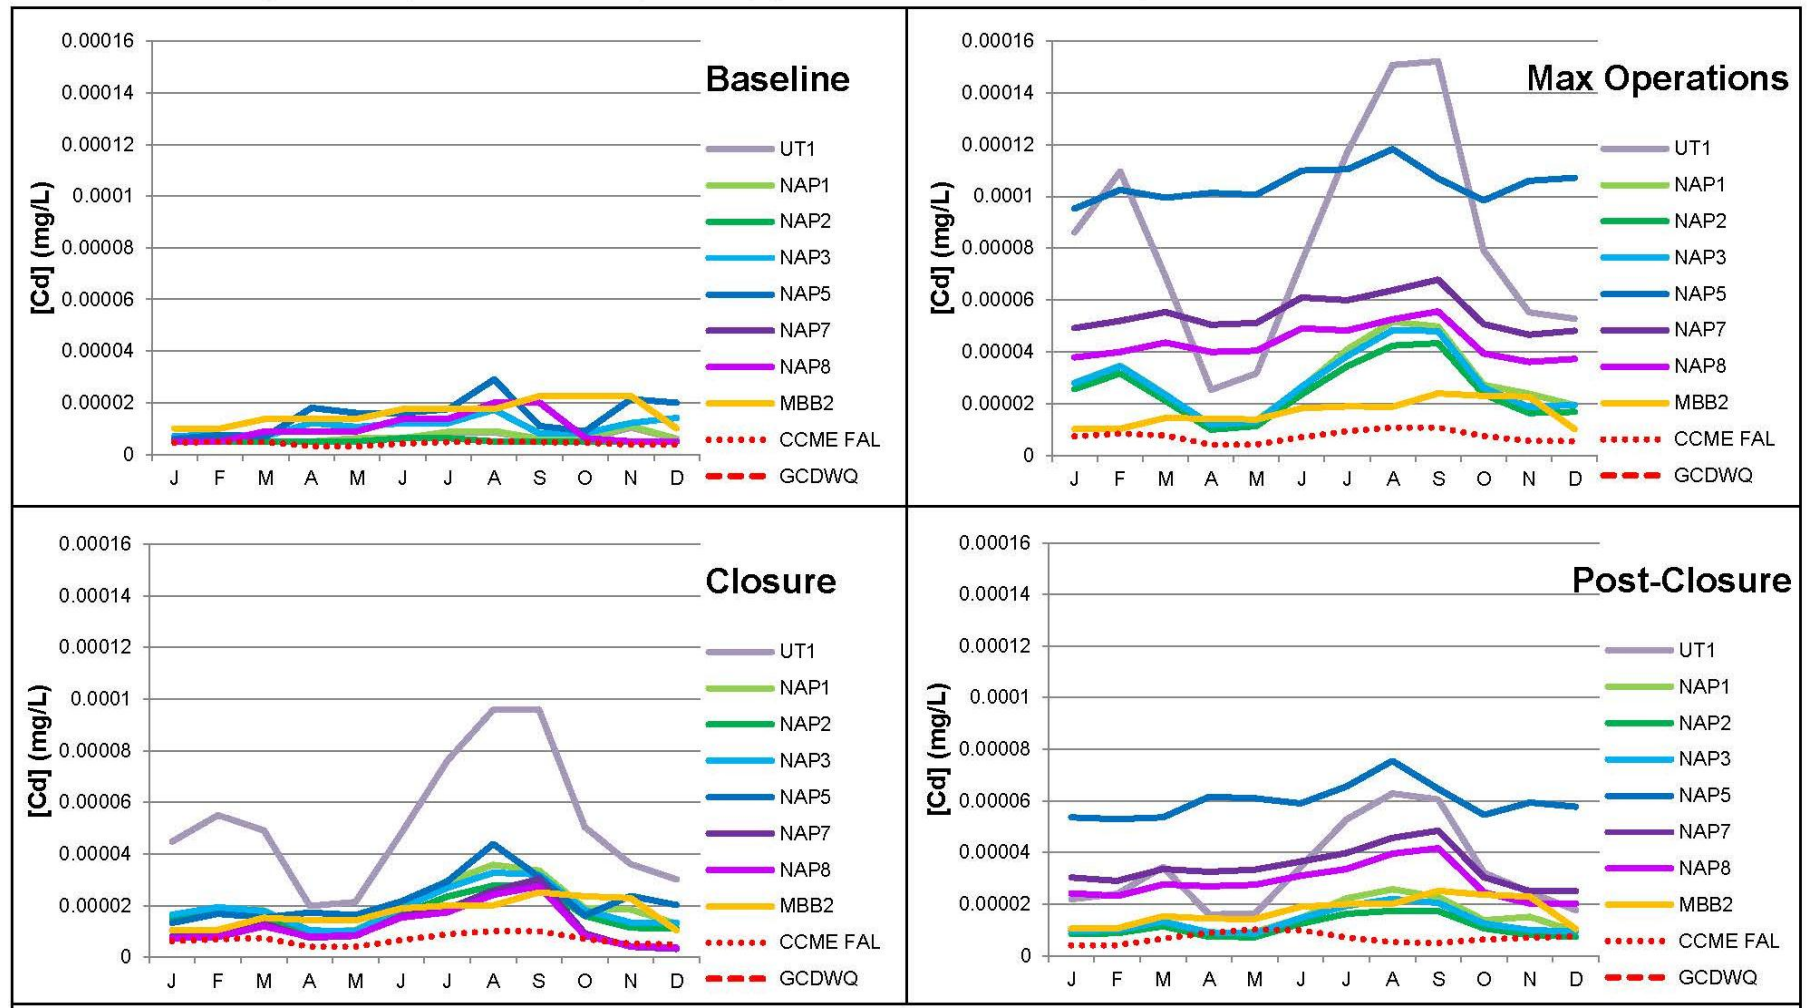 Baseline
[Cd] (mg/L)
0.00016
0.00014
0.00012
0.0001
0.00008
0.00006
0.00004
0.00002
0
J F M A M J J A S O N D
UT1
NAP1
NAP2
NAP3
NAP5
NAP7
NAP8
MBB2
CCME FAL
GCDWQ
Max Operations
[Cd] (mg/L)
0.00016
0.00014
0.00012
0.0001
0.00008
0.00006
0.00004
0.00002
0
J F M A M J J A S O N D
UT1
NAP1
NAP2
NAP3
NAP5
NAP7
NAP8
MBB2
CCME FAL
GCDWQ
Closure
[Cd] (mg/L)
0.00016
0.00014
0.00012
0.0001
0.00008
0.00006
0.00004
0.00002
0
J F M A M J J A S O N D
UT1
NAP1
NAP2
NAP3
NAP5
NAP7
NAP8
MBB2
CCME FAL
GCDWQ
Post-Closure
[Cd] (mg/L)
0.00016
0.00014
0.00012
0.0001
0.00008
0.00006
0.00004
0.00002
0
J F M A M J J A S O N D
UT1
NAP1
NAP2
NAP3
NAP5
NAP7
NAP8
MBB2
CCME FAL
GCDWQ